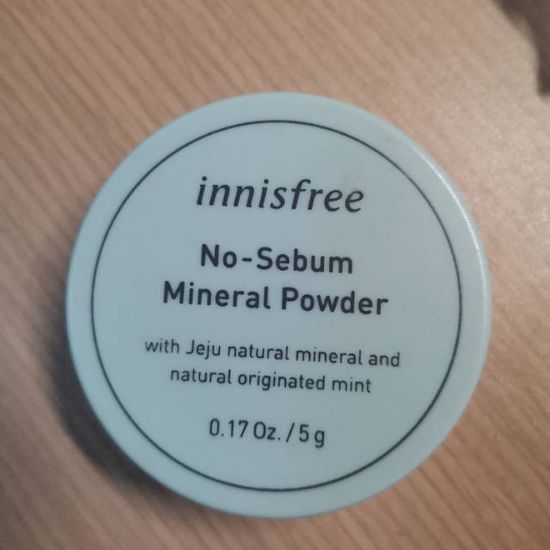 innisfree
No-Sebum
Mineral Powder
with Jeju natural mineral and
natural originated mint
0.17 Oz. / 5 g